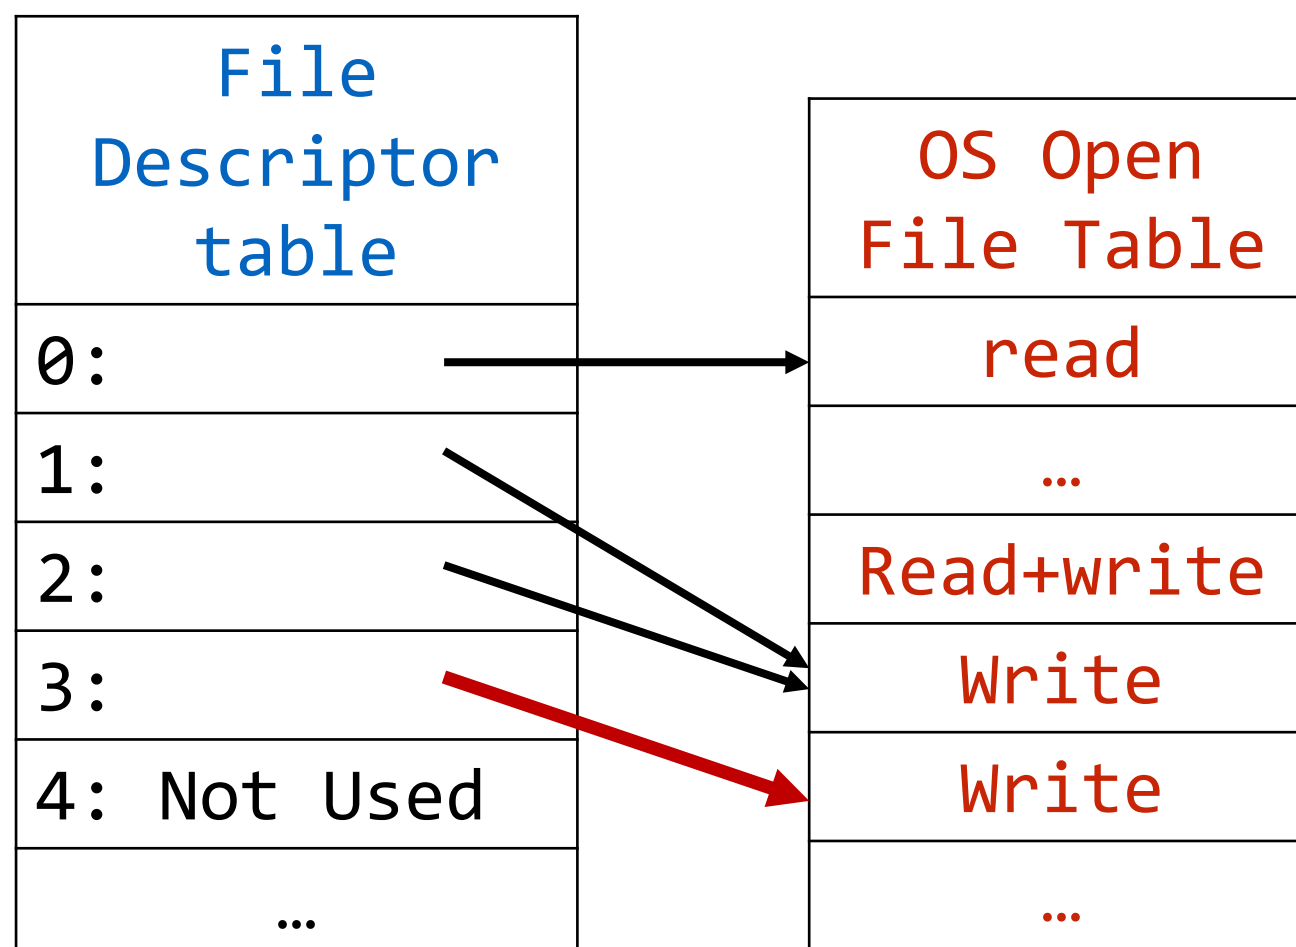 File
Descriptor
table
0:
1:
2:
3:
4: Not Used
…
OS Open
File Table
read
…
Read+write
Write
Write
…